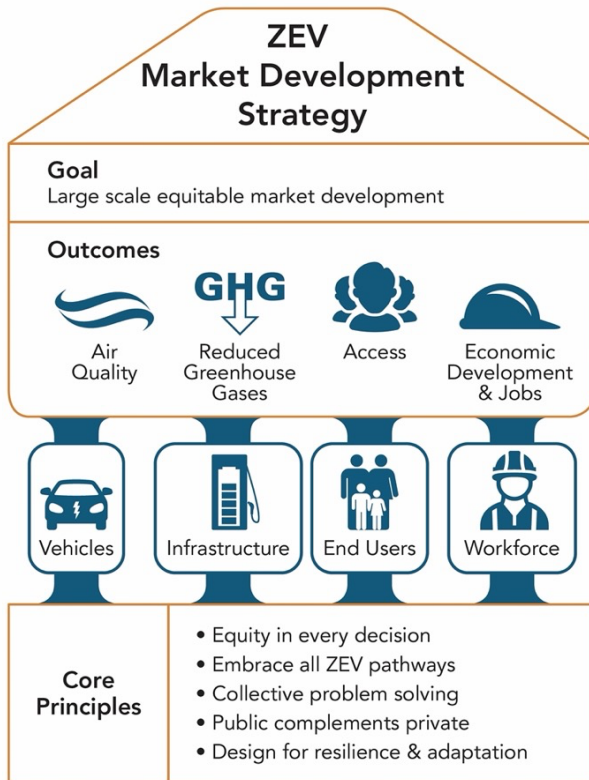 ZEV
Market Development
Strategy
Goal
Large scale equitable market development
Outcomes
Air
Quality
GHG
Reduced
Greenhouse
Gases
Access
Economic
Development
& Jobs
Vehicles
Infrastructure
End Users
Workforce
Core
Principles
• Equity in every decision
• Embrace all ZEV pathways
• Collective problem solving
• Public complements private
• Design for resilience & adaptation